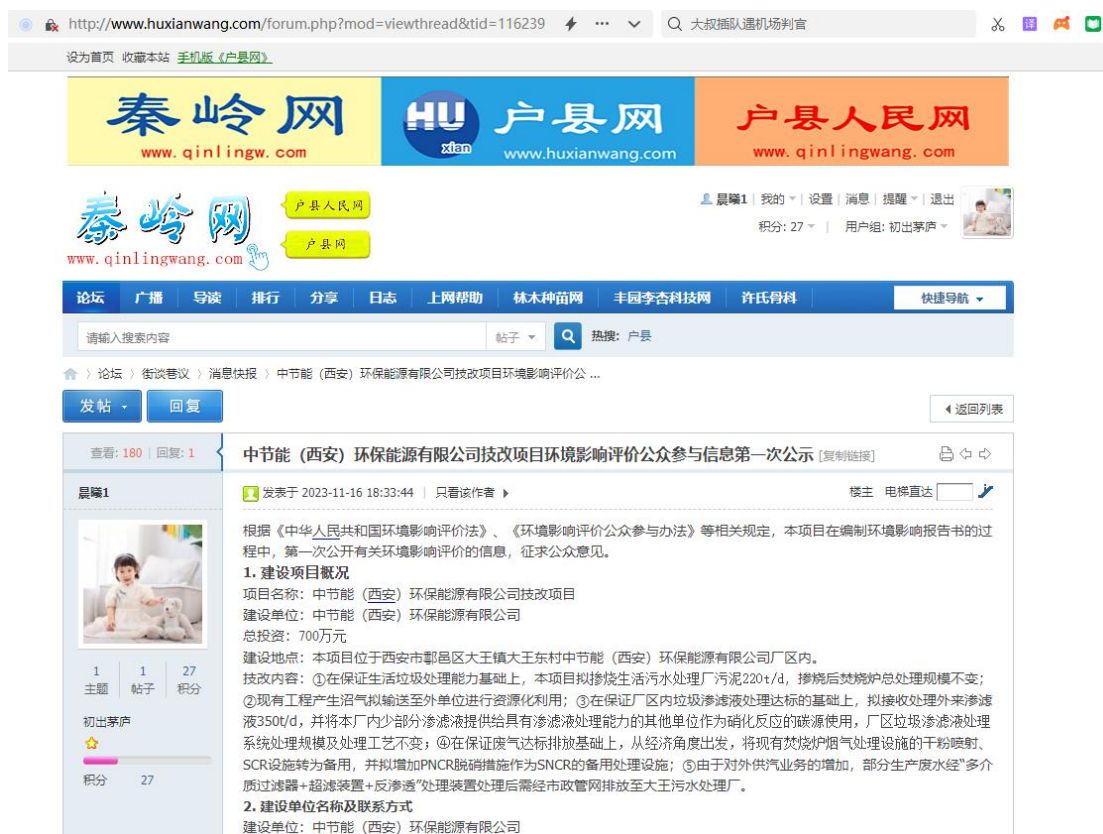 http://www.huxianwang.com/forum.php?mod=viewthread&tid=116239
大叔插队遇机场判官
译
设为首页 收藏本站 手机版《户县网》
秦岭网
www.qinlingw.com
HU
xian
户县网
www.huxianwang.com
户县人民网
www.qinlingwang.com
秦岭网
www.qinlingwang.com
户县人民网
户县网
晨曦1 | 我的 | 设置 | 消息 | 提醒 | 退出
积分: 27 | 用户组: 初出茅庐
论坛 广播 导读 排行 分享 日志 上网帮助 林木种苗网 丰园李杏科技网 许氏骨科 快捷导航
请输入搜索内容 帖子 热搜: 户县
论坛 〉 街谈巷议 〉 消息快报 〉 中节能（西安）环保能源有限公司技改项目环境影响评价公 ...
发帖 回复 返回列表
查看: 180 | 回复: 1
中节能（西安）环保能源有限公司技改项目环境影响评价公众参与信息第一次公示 [复制链接]
晨曦1
发表于 2023-11-16 18:33:44 | 只看该作者
楼主 电梯直达
1 1 27
主题 帖子 积分
初出茅庐
积分 27
根据《中华人民共和国环境影响评价法》、《环境影响评价公众参与办法》等相关规定，本项目在编制环境影响报告书的过
程中，第一次公开有关环境影响评价的信息，征求公众意见。
1. 建设项目概况
项目名称：中节能（西安）环保能源有限公司技改项目
建设单位：中节能（西安）环保能源有限公司
总投资：700万元
建设地点：本项目位于西安市鄠邑区大王镇大王东村中节能（西安）环保能源有限公司厂区内。
技改内容：①在保证生活垃圾处理能力基础上，本项目拟掺烧生活污水处理厂污泥220t/d，掺烧后焚烧炉总处理规模不变；
②现有工程产生沼气拟输送至外单位进行资源化利用；③在保证厂区内垃圾渗滤液处理达标的基础上，拟接收处理外来渗滤
液350t/d，并将本厂内少部分渗滤液提供给具有渗滤液处理能力的其他单位作为硝化反应的碳源使用，厂区垃圾渗滤液处理
系统处理规模及处理工艺不变；④在保证废气达标排放基础上，从经济角度出发，将现有焚烧炉烟气处理设施的干粉喷射、
SCR设施转为备用，并拟增加PNCR脱硝措施作为SNCR的备用处理设施；⑤由于对外供汽业务的增加，部分生产废水经“多介
质过滤器+超滤装置+反渗透”处理装置处理后需经市政管网排放至大王污水处理厂。
2. 建设单位名称及联系方式
建设单位：中节能（西安）环保能源有限公司